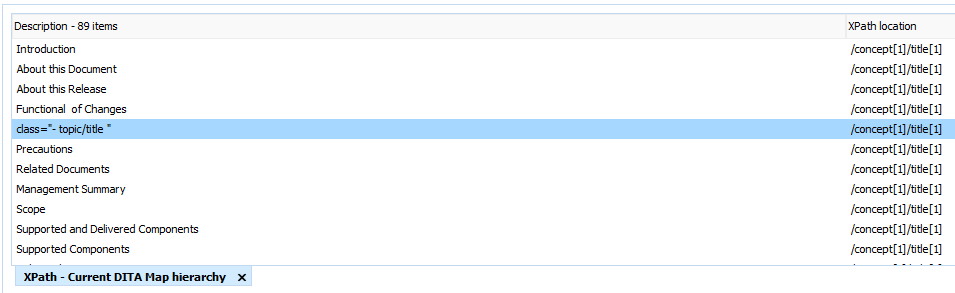 Description - 89 items XPath location
Introduction /concept[1]/title[1]
About this Document /concept[1]/title[1]
About this Release /concept[1]/title[1]
Functional  of Changes /concept[1]/title[1]
class="- topic/title " /concept[1]/title[1]
Precautions /concept[1]/title[1]
Related Documents /concept[1]/title[1]
Management Summary /concept[1]/title[1]
Scope /concept[1]/title[1]
Supported and Delivered Components /concept[1]/title[1]
Supported Components /concept[1]/title[1]
XPath - Current DITA Map hierarchy ×